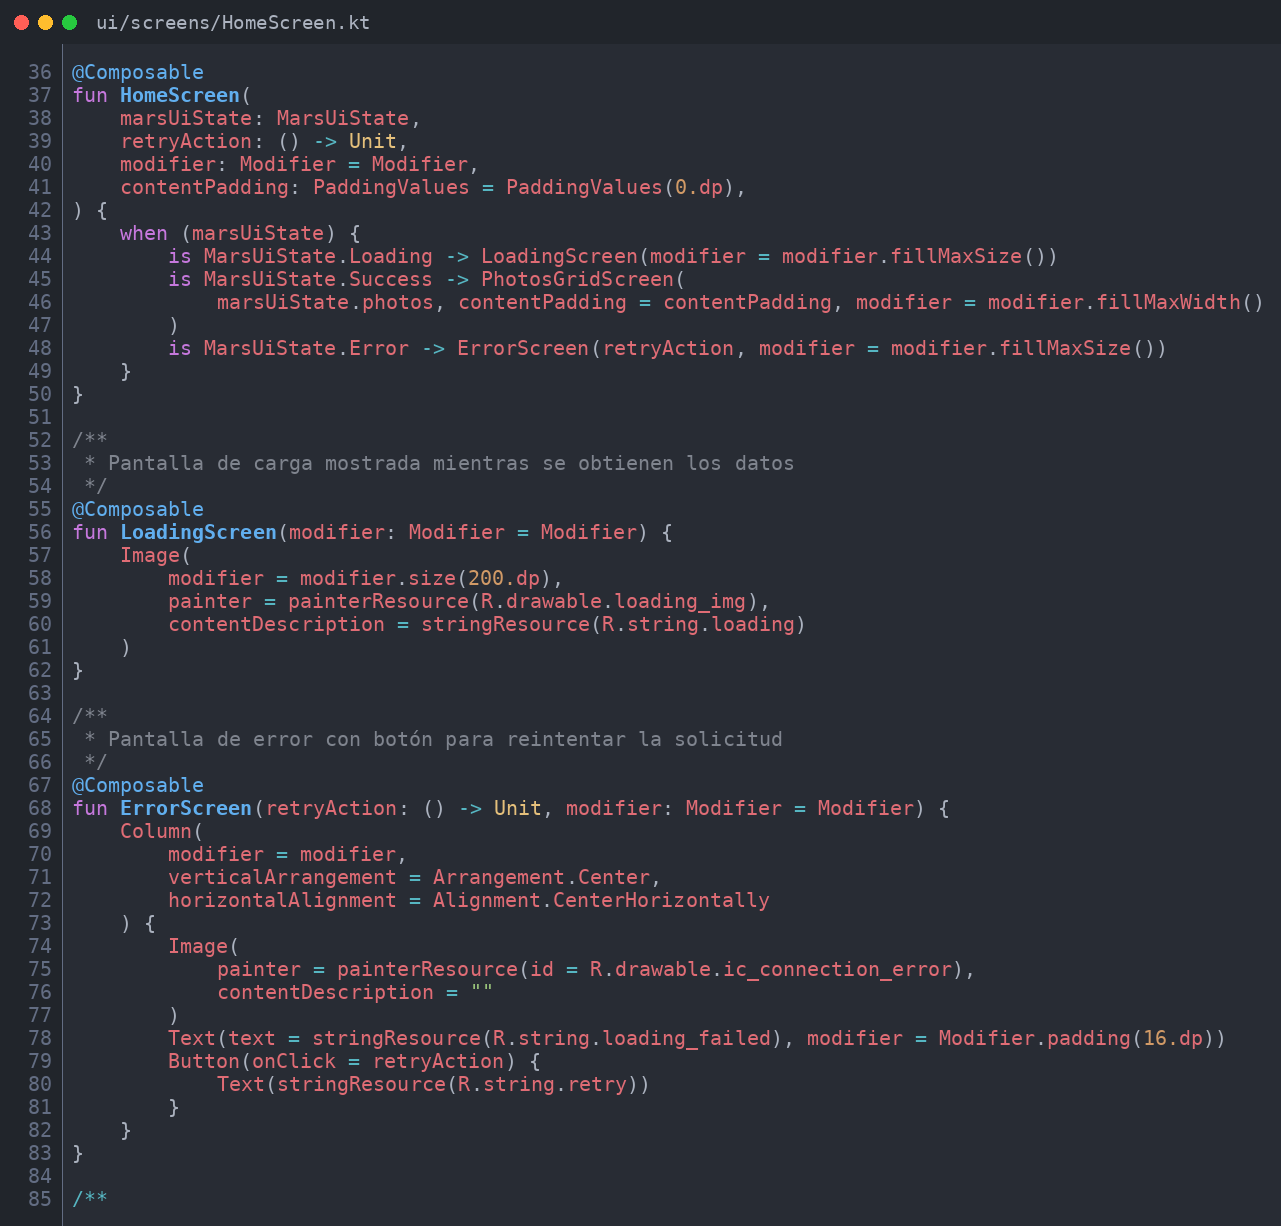 ui/screens/HomeScreen.kt
36 @Composable
37 fun HomeScreen(
38     marsUiState: MarsUiState,
39     retryAction: () -> Unit,
40     modifier: Modifier = Modifier,
41     contentPadding: PaddingValues = PaddingValues(0.dp),
42 ) {
43     when (marsUiState) {
44         is MarsUiState.Loading -> LoadingScreen(modifier = modifier.fillMaxSize())
45         is MarsUiState.Success -> PhotosGridScreen(
46             marsUiState.photos, contentPadding = contentPadding, modifier = modifier.fillMaxWidth()
47         )
48         is MarsUiState.Error -> ErrorScreen(retryAction, modifier = modifier.fillMaxSize())
49     }
50 }
51
52 /**
53  * Pantalla de carga mostrada mientras se obtienen los datos
54  */
55 @Composable
56 fun LoadingScreen(modifier: Modifier = Modifier) {
57     Image(
58         modifier = modifier.size(200.dp),
59         painter = painterResource(R.drawable.loading_img),
60         contentDescription = stringResource(R.string.loading)
61     )
62 }
63
64 /**
65  * Pantalla de error con botón para reintentar la solicitud
66  */
67 @Composable
68 fun ErrorScreen(retryAction: () -> Unit, modifier: Modifier = Modifier) {
69     Column(
70         modifier = modifier,
71         verticalArrangement = Arrangement.Center,
72         horizontalAlignment = Alignment.CenterHorizontally
73     ) {
74         Image(
75             painter = painterResource(id = R.drawable.ic_connection_error),
76             contentDescription = ""
77         )
78         Text(text = stringResource(R.string.loading_failed), modifier = Modifier.padding(16.dp))
79         Button(onClick = retryAction) {
80             Text(stringResource(R.string.retry))
81         }
82     }
83 }
84
85 /**